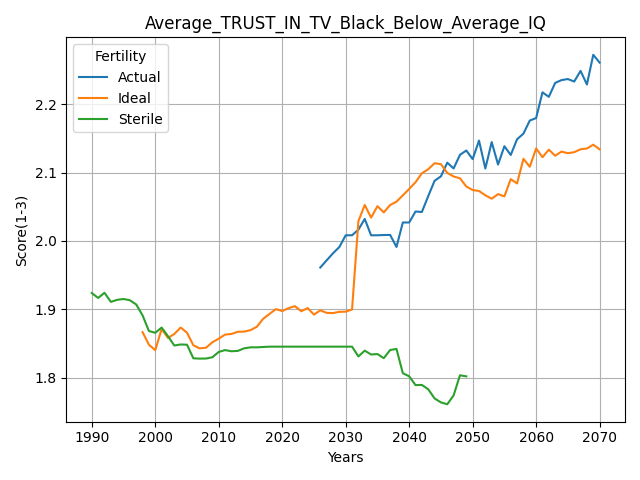 Average_TRUST_IN_TV_Black_Below_Average_IQ
Fertility
Actual
Ideal
Sterile
Score(1-3)
2.2
2.1
2.0
1.9
1.8
1990 2000 2010 2020 2030 2040 2050 2060 2070
Years